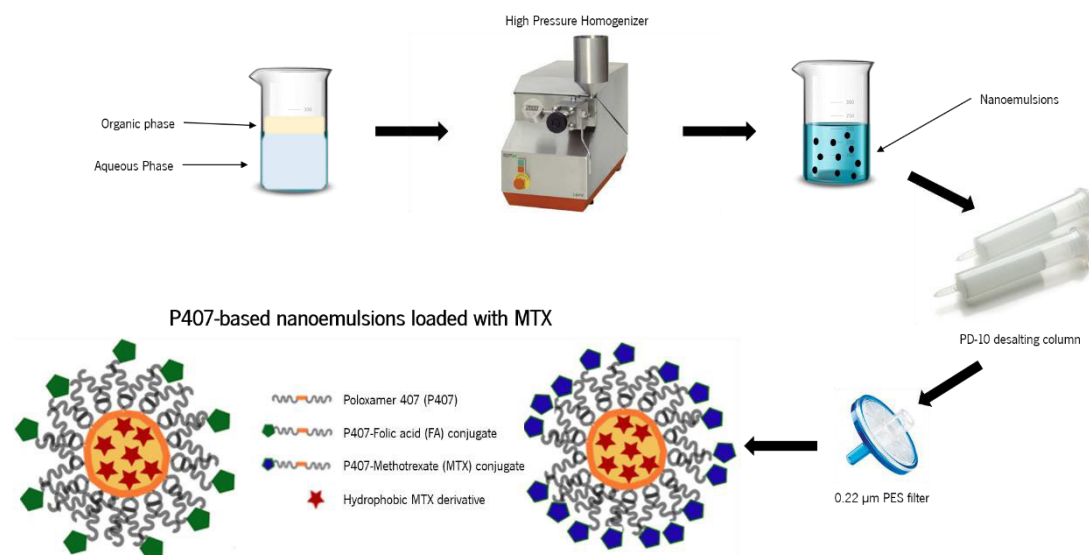 High Pressure Homogenizer
Organic phase
Aqueous Phase
Nanoemulsions
PD-10 desalting column
0.22 µm PES filter
P407-based nanoemulsions loaded with MTX
Poloxamer 407 (P407)
P407-Folic acid (FA) conjugate
P407-Methotrexate (MTX) conjugate
Hydrophobic MTX derivative